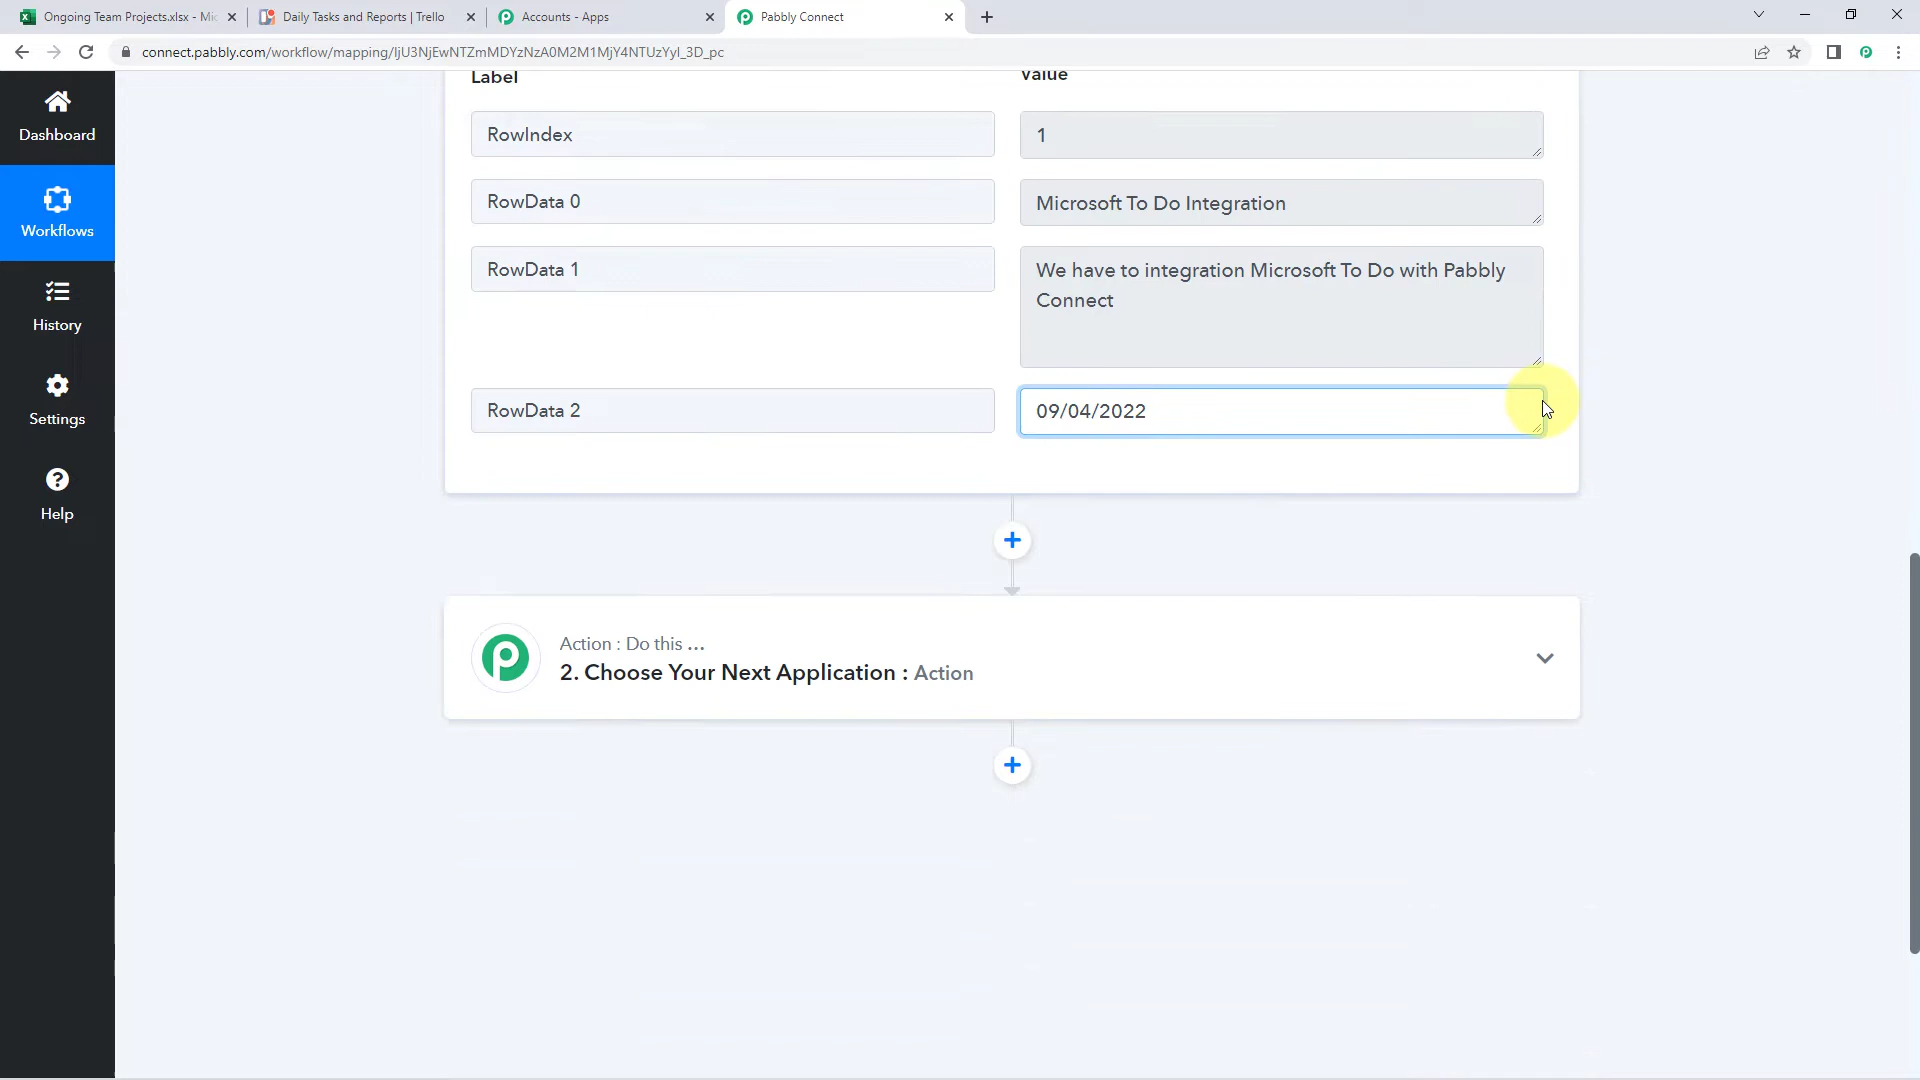 Ongoing Team Projects.xlsx - Mic
Daily Tasks and Reports | Trello
Accounts - Apps
Pabbly Connect
connect.pabbly.com/workflow/mapping/IjU3NjEwNTZmMDYzNzA0M2M1MjY4NTUzYyI_3D_pc
Label
Value
Dashboard
RowIndex
1
RowData 0
Microsoft To Do Integration
Workflows
RowData 1
We have to integration Microsoft To Do with Pabbly
Connect
History
RowData 2
09/04/2022
Settings
Help
Action : Do this ...
2. Choose Your Next Application : Action